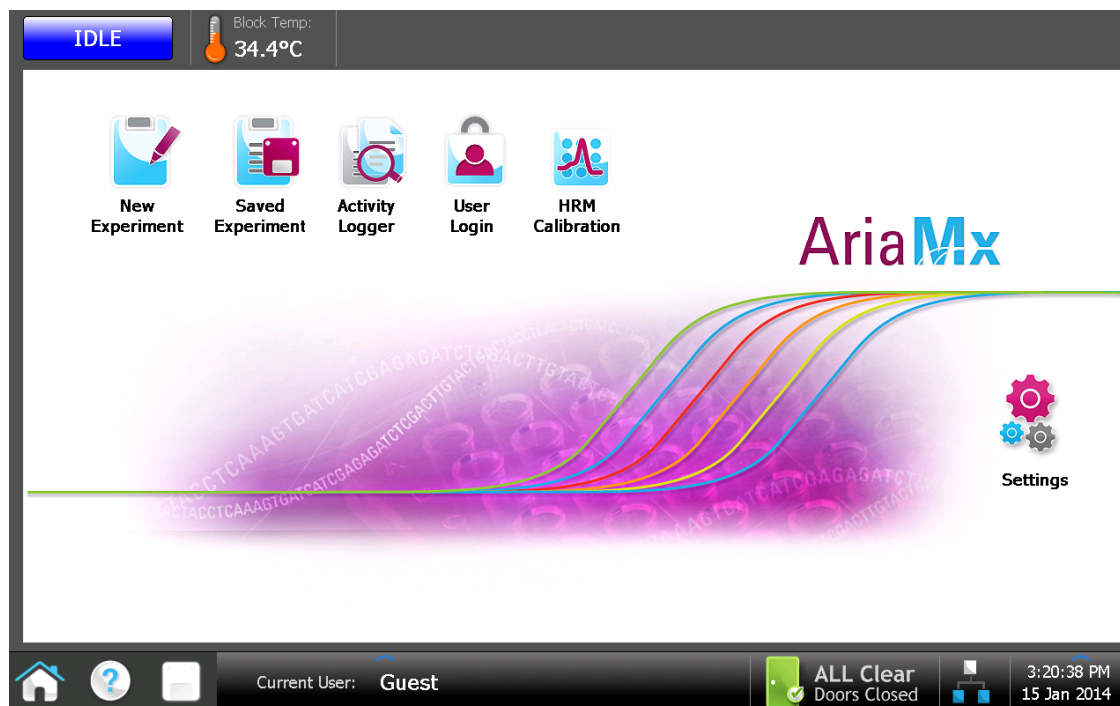 IDLE
Block Temp:
34.4°C
New
Experiment
Saved
Experiment
Activity
Logger
User
Login
HRM
Calibration
AriaMx
Settings
Current User: Guest
ALL Clear
Doors Closed
3:20:38 PM
15 Jan 2014